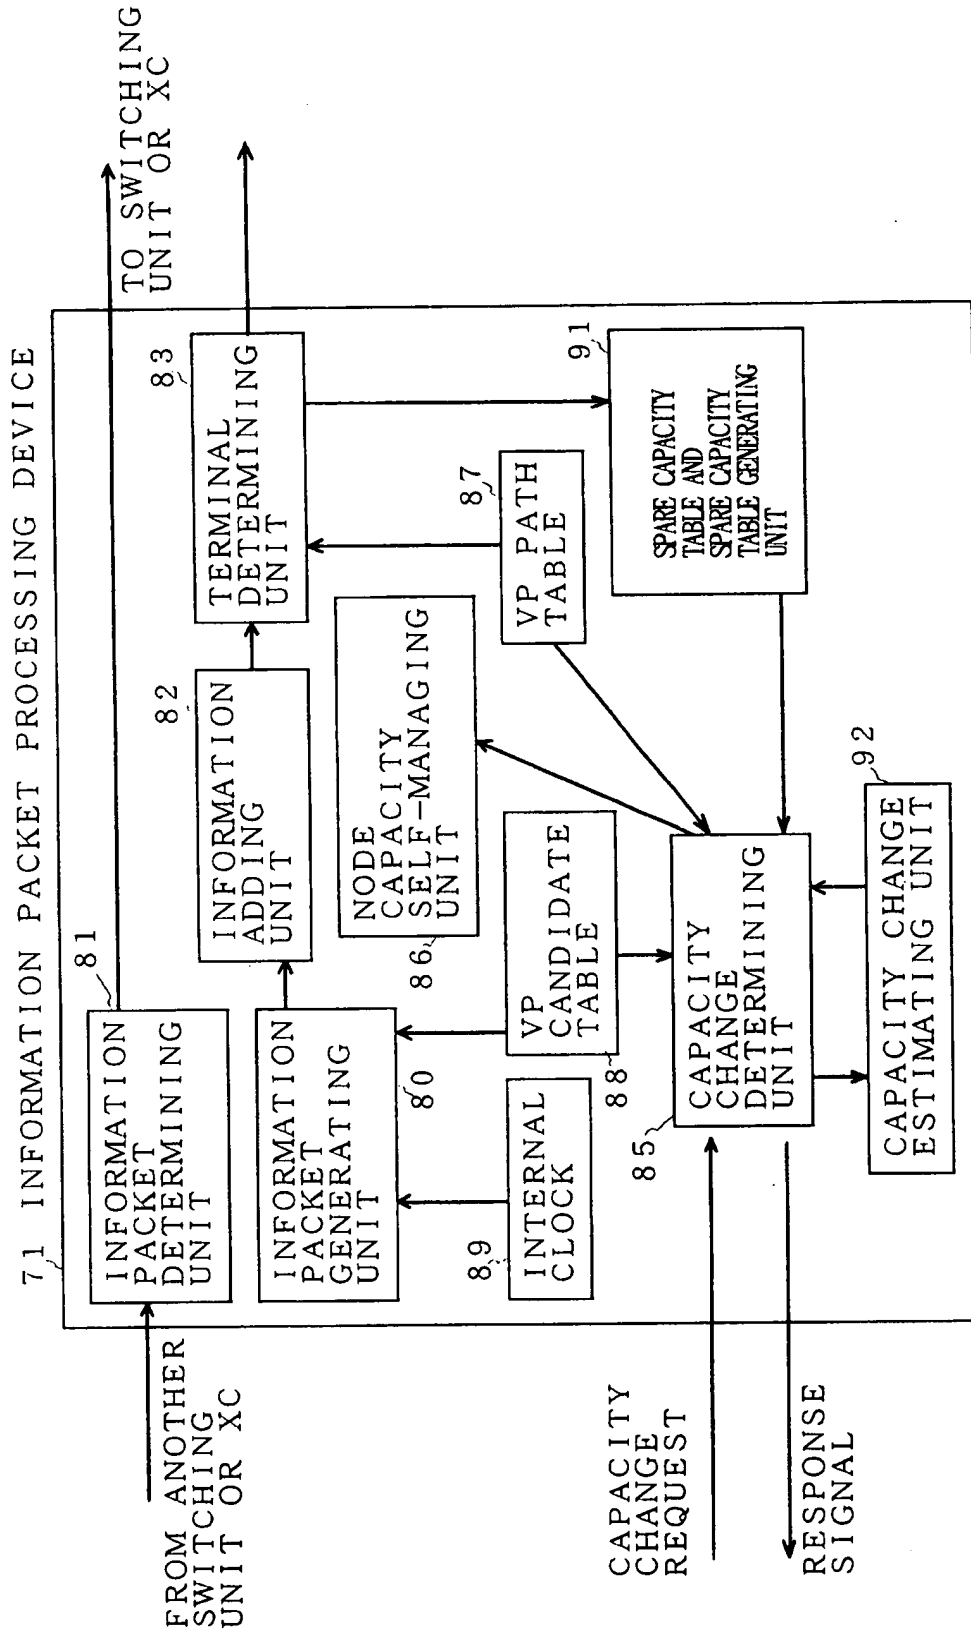 71 INFORMATION PACKET PROCESSING DEVICE
FROM ANOTHER
SWITCHING
UNIT OR XC
81
INFORMATION
PACKET
DETERMINING
UNIT
TO SWITCHING
UNIT OR XC
INFORMATION
PACKET
GENERATING
UNIT
80
82
INFORMATION
ADDING
UNIT
83
TERMINAL
DETERMINING
UNIT
NODE
CAPACITY
SELF-MANAGING
UNIT
86
87
VP PATH
TABLE
89
INTERNAL
CLOCK
VP
CANDIDATE
TABLE
88
91
SPARE CAPACITY
TABLE AND
SPARE CAPACITY
TABLE GENERATING
UNIT
CAPACITY
CHANGE
REQUEST
85
CAPACITY
CHANGE
DETERMINING
UNIT
RESPONSE
SIGNAL
92
CAPACITY CHANGE
ESTIMATING UNIT